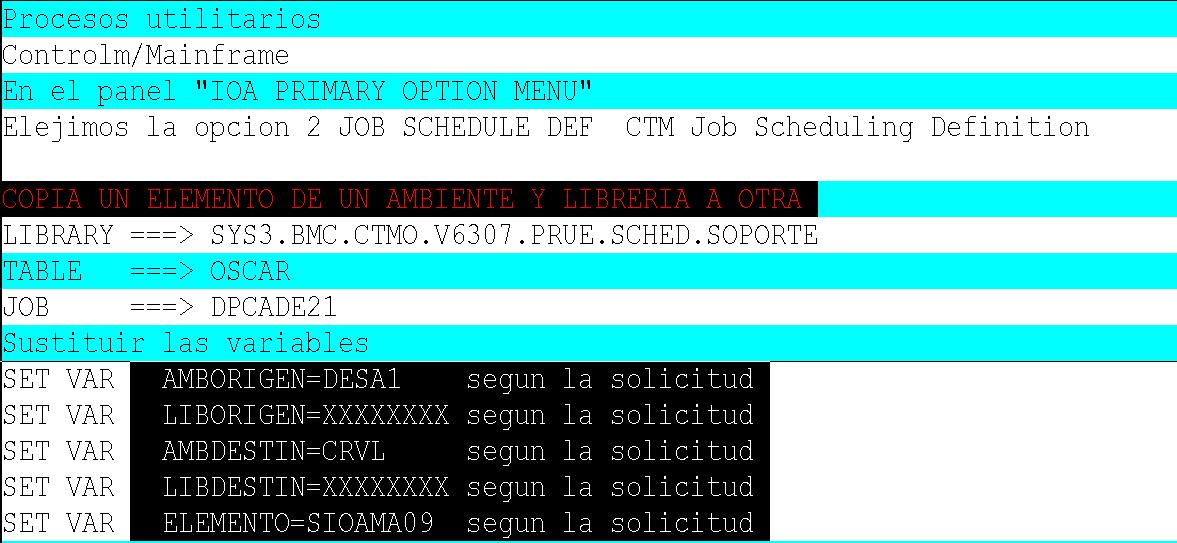 Procesos utilitarios
Controlm/Mainframe
En el panel "IOA PRIMARY OPTION MENU"
Elejimos la opcion 2 JOB SCHEDULE DEF  CTM Job Scheduling Definition
COPIA UN ELEMENTO DE UN AMBIENTE Y LIBRERIA A OTRA
LIBRARY ===> SYS3.BMC.CTMO.V6307.PRUE.SCHED.SOPORTE
TABLE   ===> OSCAR
JOB     ===> DPCADE21
Sustituir las variables
SET VAR   AMBORIGEN=DESA1    segun la solicitud
SET VAR   LIBORIGEN=XXXXXXXX segun la solicitud
SET VAR   AMBDESTIN=CRVL     segun la solicitud
SET VAR   LIBDESTIN=XXXXXXXX segun la solicitud
SET VAR   ELEMENTO=SIOAMA09  segun la solicitud